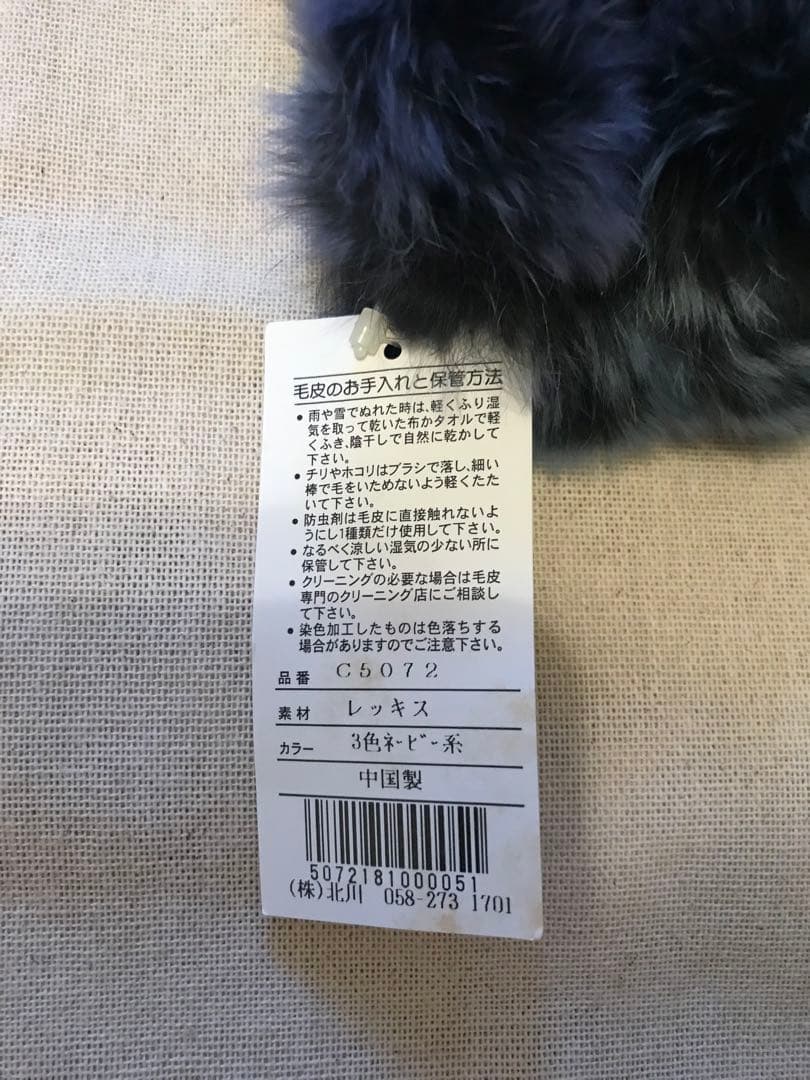 毛皮のお手入れと保管方法
●雨や雪でぬれた時は、軽くふり湿
気を取って乾いた布かタオルで軽
くふき、陰干しで自然に乾かして
下さい。
●チリやホコリはブラシで落し、細い
棒で毛をいためないよう軽くたた
いて下さい。
●防虫剤は毛皮に直接触れないよ
うにし1種類だけ使用して下さい。
●なるべく涼しい湿気の少ない所に
保管して下さい。
●クリーニングの必要な場合は毛皮
専門のクリーニング店にご相談し
て下さい。
●染色加工したものは色落ちする
場合がありますのでご注意下さい。
品番 C5072
素材 レッキス
カラー 3色ネービー系
中国製
5072181000051
(株)北川 058-273 1701